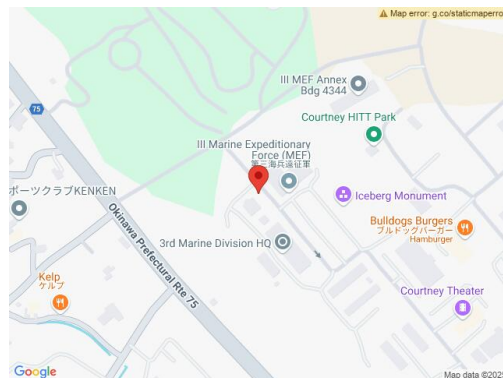 Map error: g.co/staticmaperro
III MEF Annex
Bdg 4344
75
Courtney HITT Park
III Marine Expeditionary
Force (MEF)
第三海兵遠征軍
Iceberg Monument
ポーツクラブKENKEN
Bulldogs Burgers
ブルドッグバーガー
Hamburger
3rd Marine Division HQ
Okinawa Prefectural Rte 75
Kelp
ケルプ
Courtney Theater
Google
Map data ©202